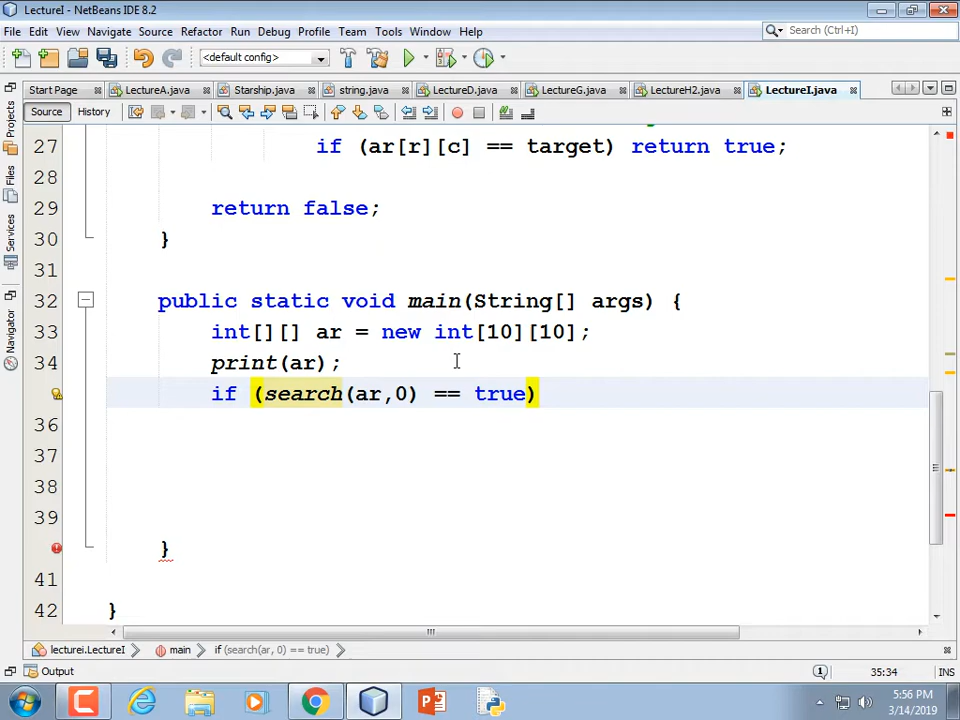 LectureI - NetBeans IDE 8.2
File Edit View Navigate Source Refactor Run Debug Profile Team Tools Window Help
Search (Ctrl+I)
<default config>
Start Page LectureA.java Starship.java string.java LectureD.java LectureG.java LectureH2.java LectureI.java
Source History
Projects
Files
Services
Navigator
27 if (ar[r][c] == target) return true;
28
29 return false;
30 }
31
32 public static void main(String[] args) {
33 int[][] ar = new int[10][10];
34 print(ar);
if (search(ar,0) == true)
36
37
38
39
}
41
42 }
lecturei.LectureI main if (search(ar, 0) == true)
Output 1 35:34 INS
5:56 PM
3/14/2019